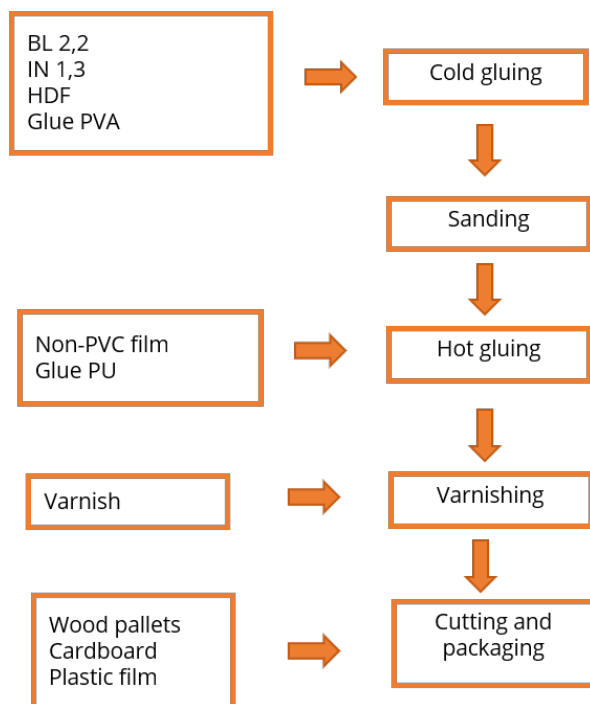 BL 2,2
IN 1,3
HDF
Glue PVA
Cold gluing
Sanding
Non-PVC film
Glue PU
Hot gluing
Varnish
Varnishing
Wood pallets
Cardboard
Plastic film
Cutting and
packaging